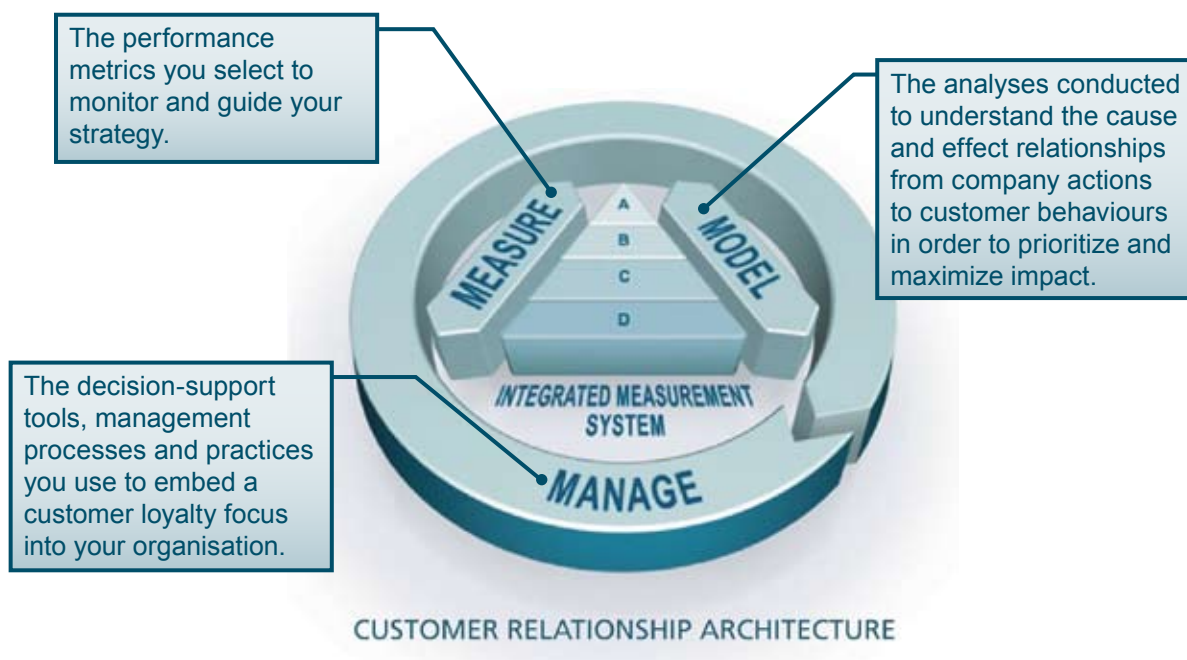 The performance
metrics you select to
monitor and guide your
strategy.
The analyses conducted
to understand the cause
and effect relationships
from company actions
to customer behaviours
in order to prioritize and
maximize impact.
MEASURE
A
B
C
D
MODEL
INTEGRATED MEASUREMENT
SYSTEM
The decision-support
tools, management
processes and practices
you use to embed a
customer loyalty focus
into your organisation.
MANAGE
CUSTOMER RELATIONSHIP ARCHITECTURE